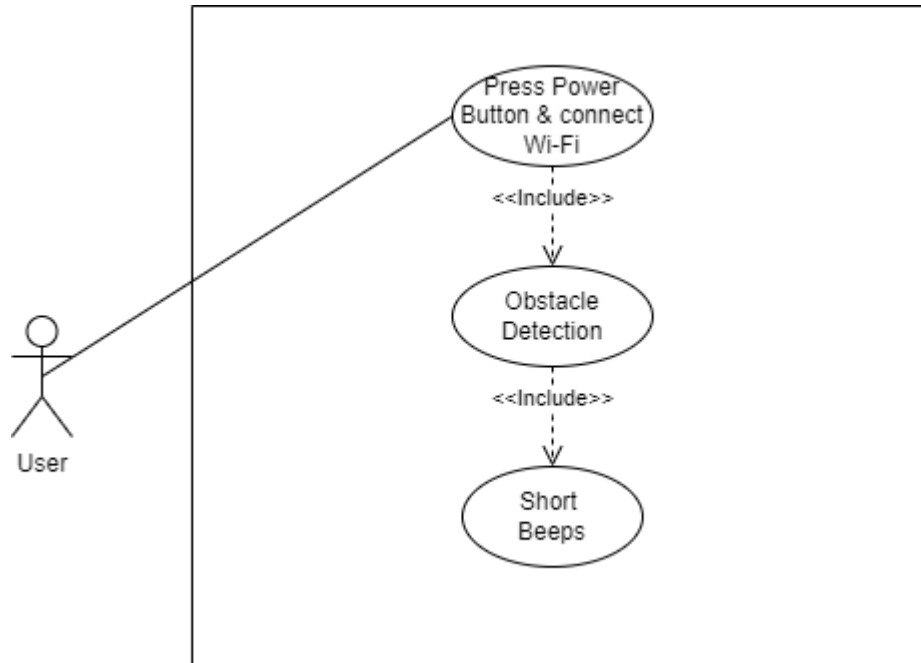 Press Power
Button & connect
Wi-Fi
<<Include>>
Obstacle
Detection
<<Include>>
User
Short
Beeps